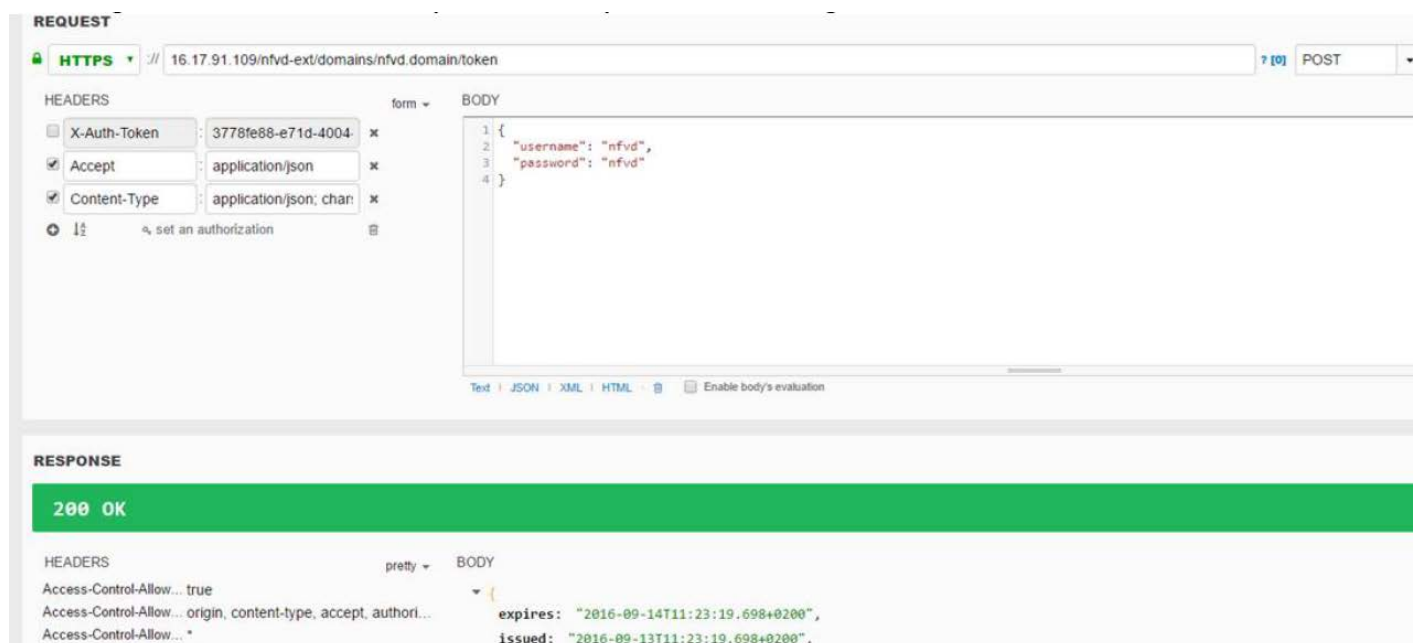 REQUEST
HTTPS :// 16.17.91.109/nfvd-ext/domains/nfvd.domain/token ? [0] POST
HEADERS form
X-Auth-Token : 3778fe88-e71d-4004-
Accept : application/json
Content-Type : application/json; char
set an authorization
BODY
1 {
2 "username": "nfvd",
3 "password": "nfvd"
4 }
Text | JSON | XML | HTML Enable body's evaluation
RESPONSE
200 OK
HEADERS pretty
Access-Control-Allow... true
Access-Control-Allow... origin, content-type, accept, authori...
Access-Control-Allow... *
BODY
{
expires: "2016-09-14T11:23:19.698+0200",
issued: "2016-09-13T11:23:19.698+0200",